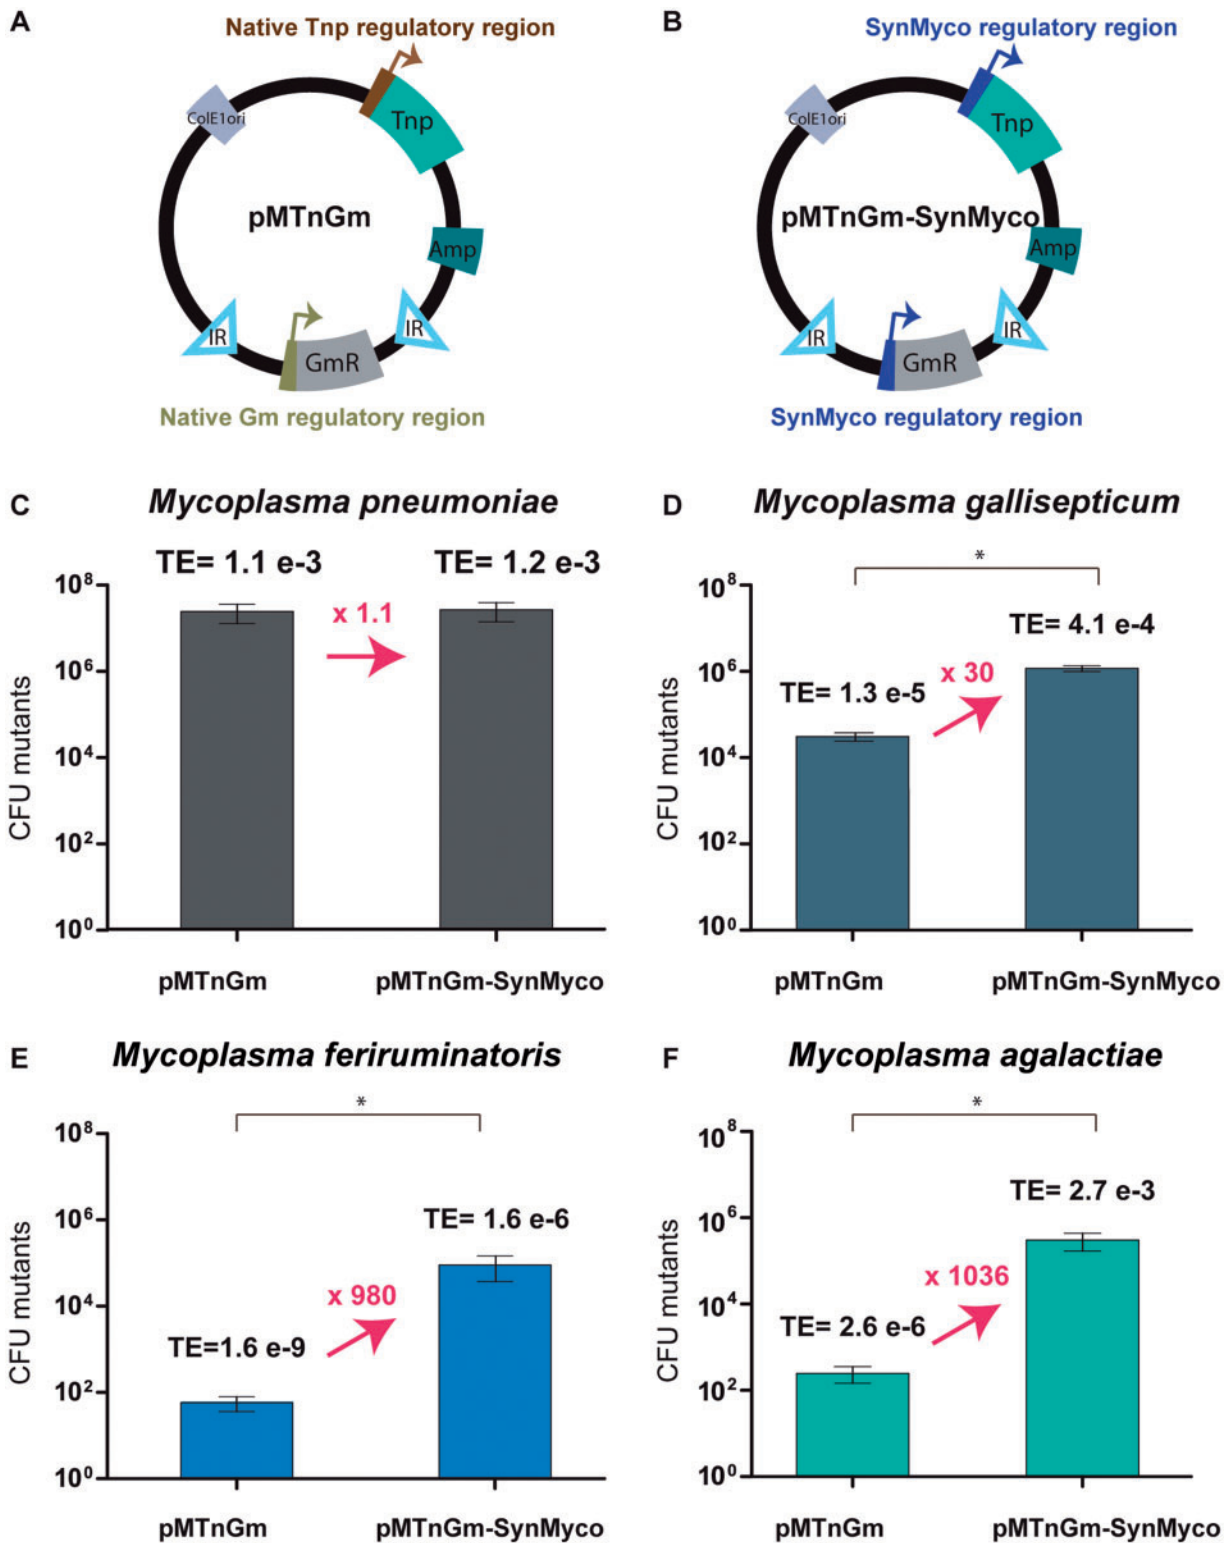 A
Native Tnp regulatory region
ColE1ori
Tnp
pMTnGm
Amp
IR
IR
GmR
Native Gm regulatory region
B
SynMyco regulatory region
ColE1ori
Tnp
pMTnGm-SynMyco
Amp
IR
IR
GmR
SynMyco regulatory region
C
Mycoplasma pneumoniae
TE= 1.1 e-3
TE= 1.2 e-3
x 1.1
CFU mutants
10⁸
10⁶
10⁴
10²
10⁰
pMTnGm
pMTnGm-SynMyco
D
Mycoplasma gallisepticum
*
TE= 4.1 e-4
x 30
TE= 1.3 e-5
CFU mutants
10⁸
10⁶
10⁴
10²
10⁰
pMTnGm
pMTnGm-SynMyco
E
Mycoplasma feriruminatoris
*
TE= 1.6 e-6
x 980
TE=1.6 e-9
CFU mutants
10⁸
10⁶
10⁴
10²
10⁰
pMTnGm
pMTnGm-SynMyco
F
Mycoplasma agalactiae
*
TE= 2.7 e-3
x 1036
TE= 2.6 e-6
CFU mutants
10⁸
10⁶
10⁴
10²
10⁰
pMTnGm
pMTnGm-SynMyco